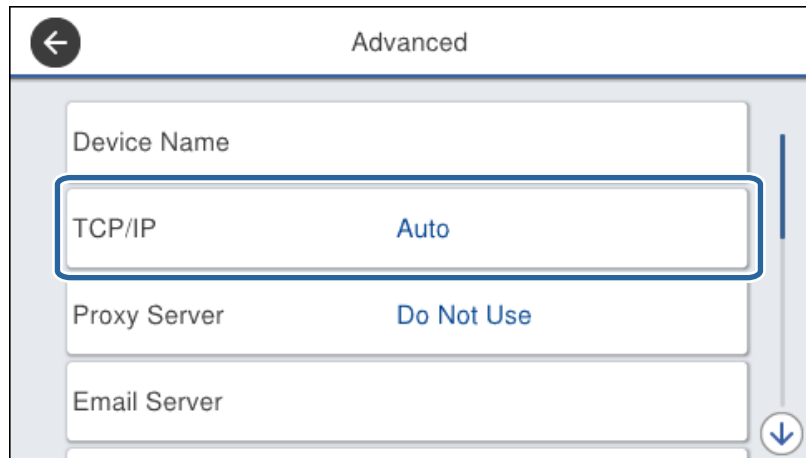 Advanced
Device Name
TCP/IP Auto
Proxy Server Do Not Use
Email Server